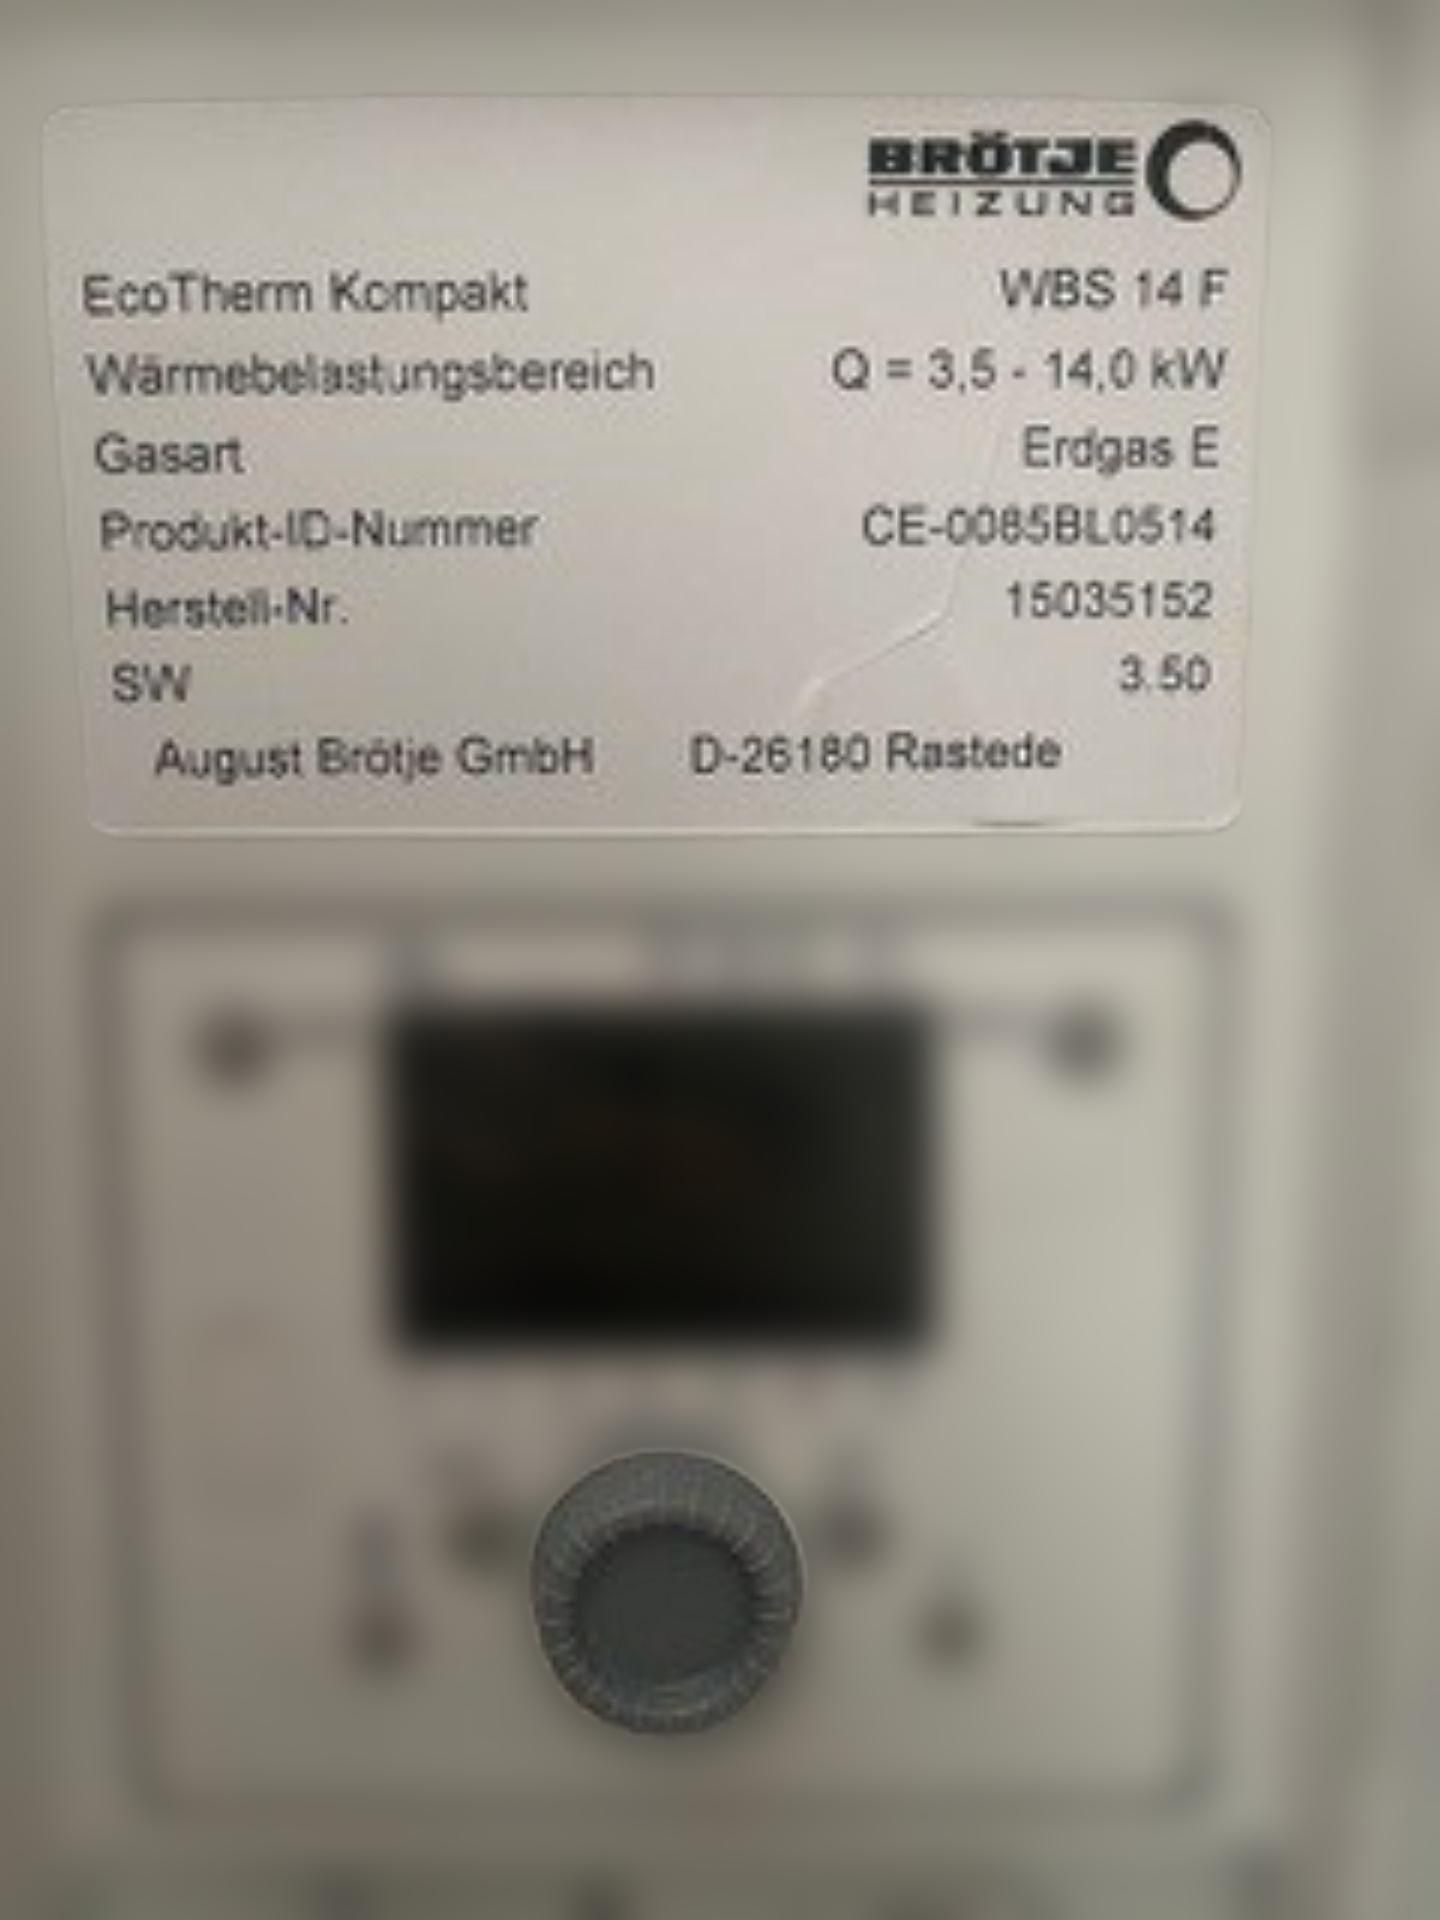 BRÖTJE
HEIZUNG
EcoTherm Kompakt WBS 14 F
Wärmebelastungsbereich Q = 3,5 - 14,0 kW
Gasart Erdgas E
Produkt-ID-Nummer CE-0085BL0514
Herstell-Nr. 15035152
SW 3.50
August Brötje GmbH D-26180 Rastede